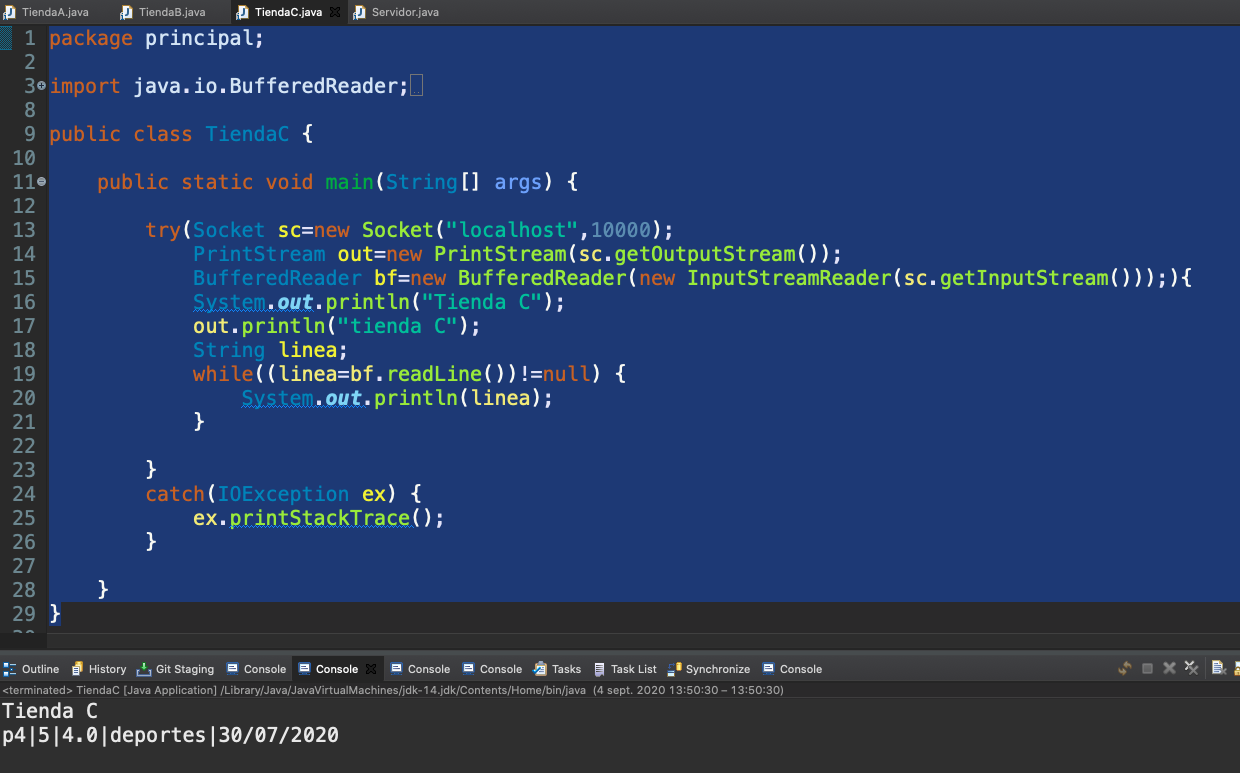 TiendaA.java TiendaB.java TiendaC.java Servidor.java
1 package principal;
2
3 import java.io.BufferedReader;
8
9 public class TiendaC {
10
11 public static void main(String[] args) {
12
13 try(Socket sc=new Socket("localhost",10000);
14 PrintStream out=new PrintStream(sc.getOutputStream());
15 BufferedReader bf=new BufferedReader(new InputStreamReader(sc.getInputStream()));){
16 System.out.println("Tienda C");
17 out.println("tienda C");
18 String linea;
19 while((linea=bf.readLine())!=null) {
20 System.out.println(linea);
21 }
22
23 }
24 catch(IOException ex) {
25 ex.printStackTrace();
26 }
27
28 }
29 }
Outline History Git Staging Console Console Console Console Tasks Task List Synchronize Console
<terminated> TiendaC [Java Application] /Library/Java/JavaVirtualMachines/jdk-14.jdk/Contents/Home/bin/java (4 sept. 2020 13:50:30 – 13:50:30)
Tienda C
p4|5|4.0|deportes|30/07/2020